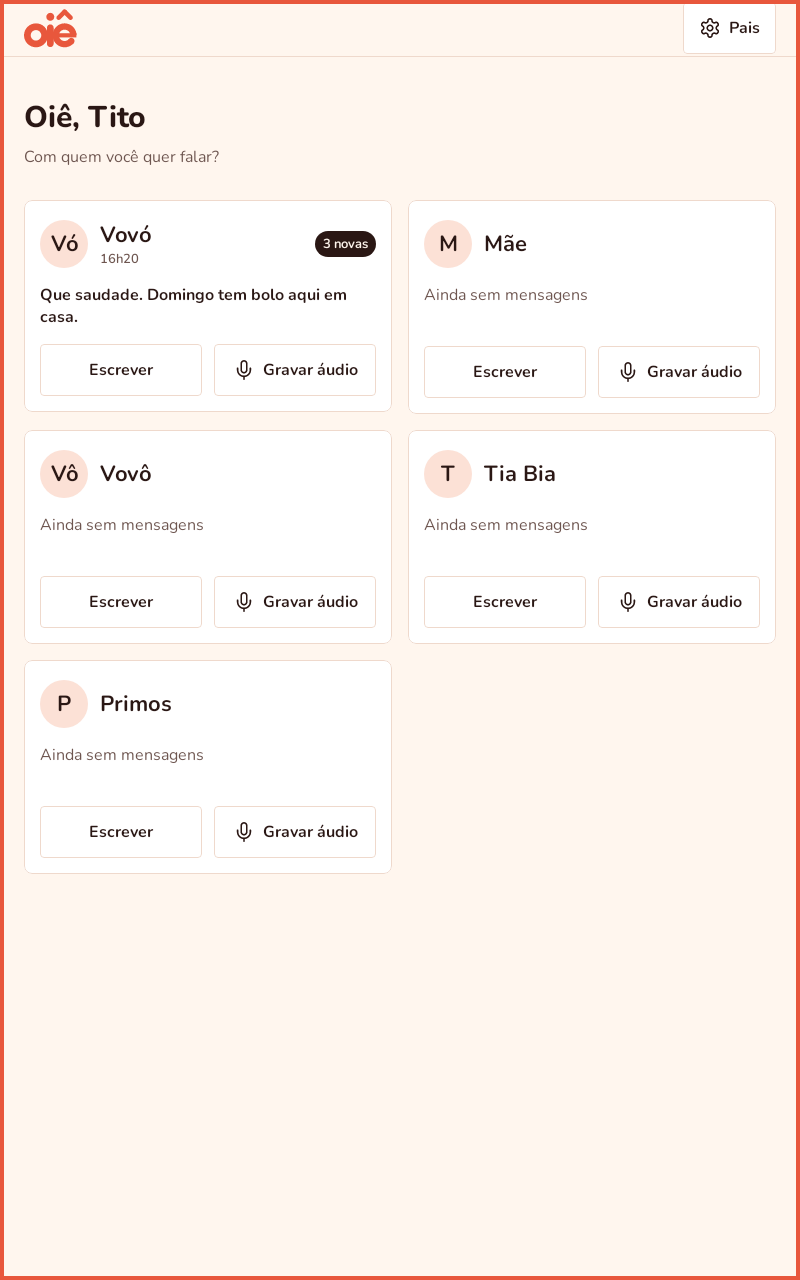 oiê
Pais
Oiê, Tito
Com quem você quer falar?
Vó
Vovó
16h20
3 novas
Que saudade. Domingo tem bolo aqui em
casa.
Escrever
Gravar áudio
M
Mãe
Ainda sem mensagens
Escrever
Gravar áudio
Vô
Vovô
Ainda sem mensagens
Escrever
Gravar áudio
T
Tia Bia
Ainda sem mensagens
Escrever
Gravar áudio
P
Primos
Ainda sem mensagens
Escrever
Gravar áudio